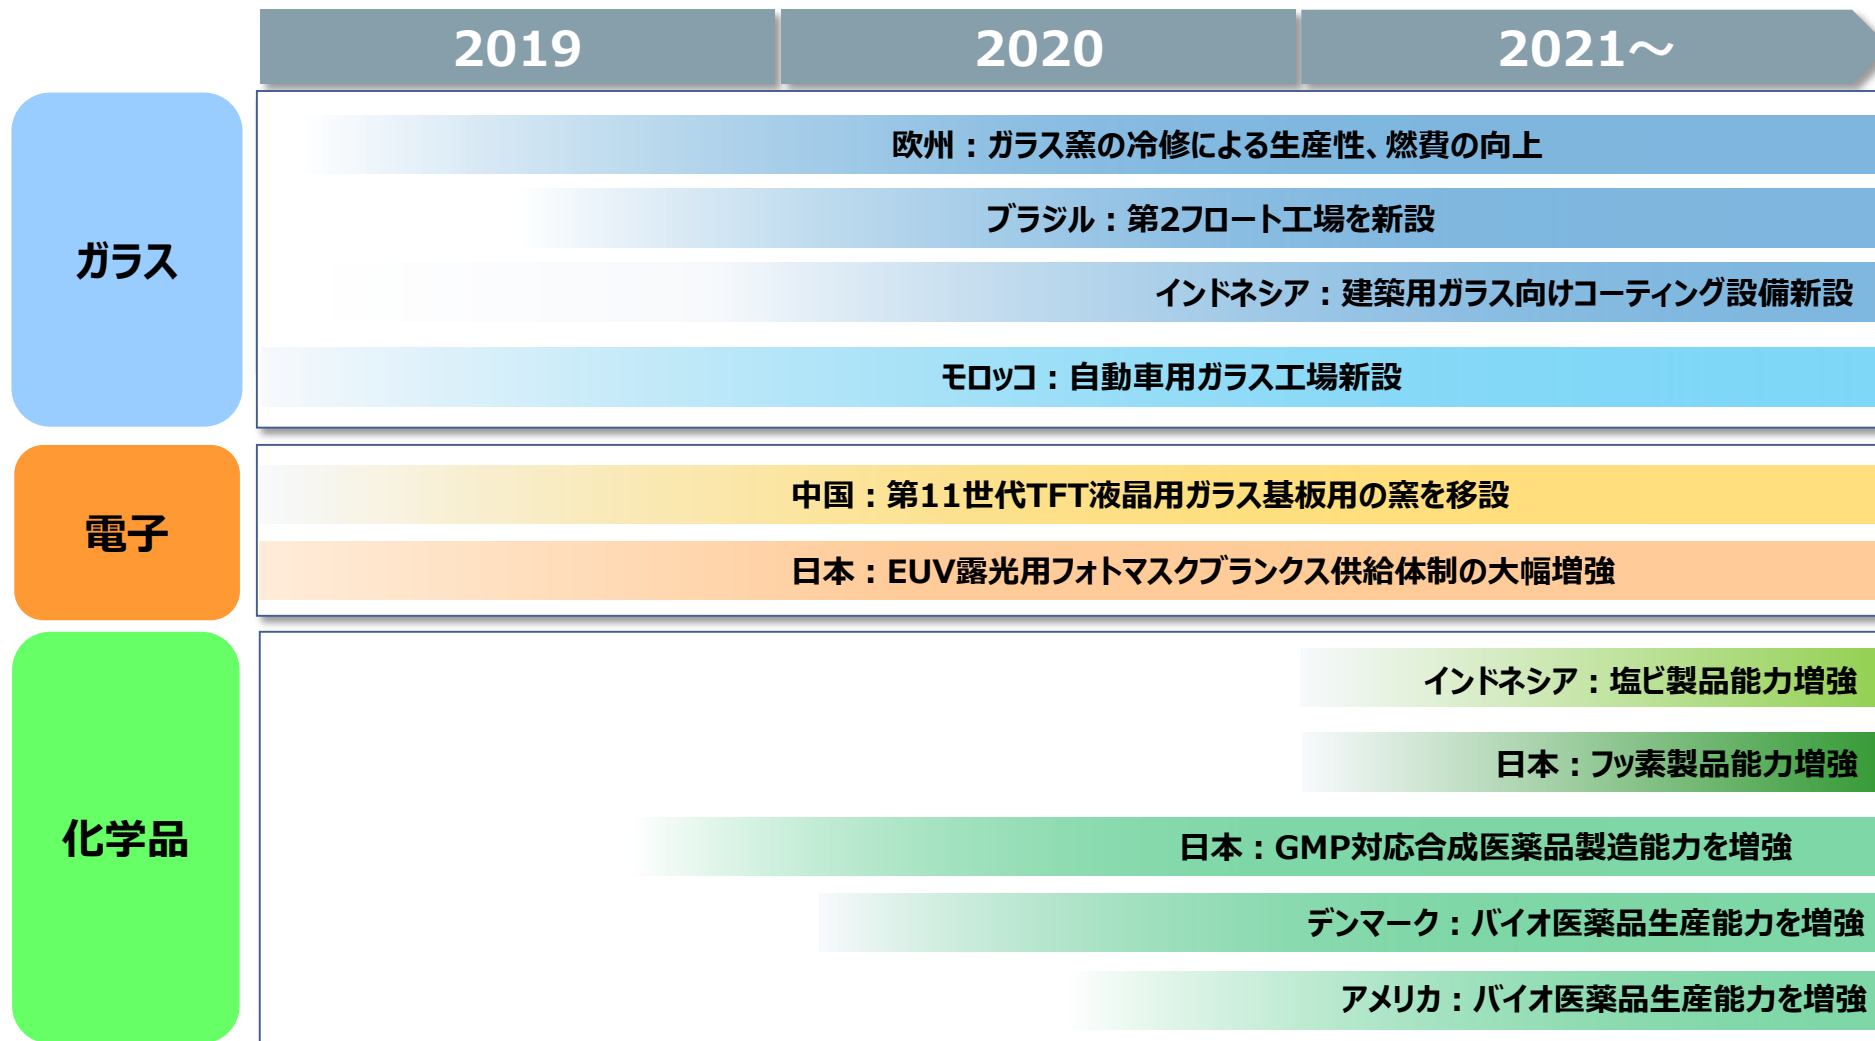 2019
2020
2021～
ガラス
欧州：ガラス窯の冷修による生産性、燃費の向上
ブラジル：第2フロート工場を新設
インドネシア：建築用ガラス向けコーティング設備新設
モロッコ：自動車用ガラス工場新設
電子
中国：第11世代TFT液晶用ガラス基板用の窯を移設
日本：EUV露光用フォトマスクブランクス供給体制の大幅増強
化学品
インドネシア：塩ビ製品能力増強
日本：フッ素製品能力増強
日本：GMP対応合成医薬品製造能力を増強
デンマーク：バイオ医薬品生産能力を増強
アメリカ：バイオ医薬品生産能力を増強